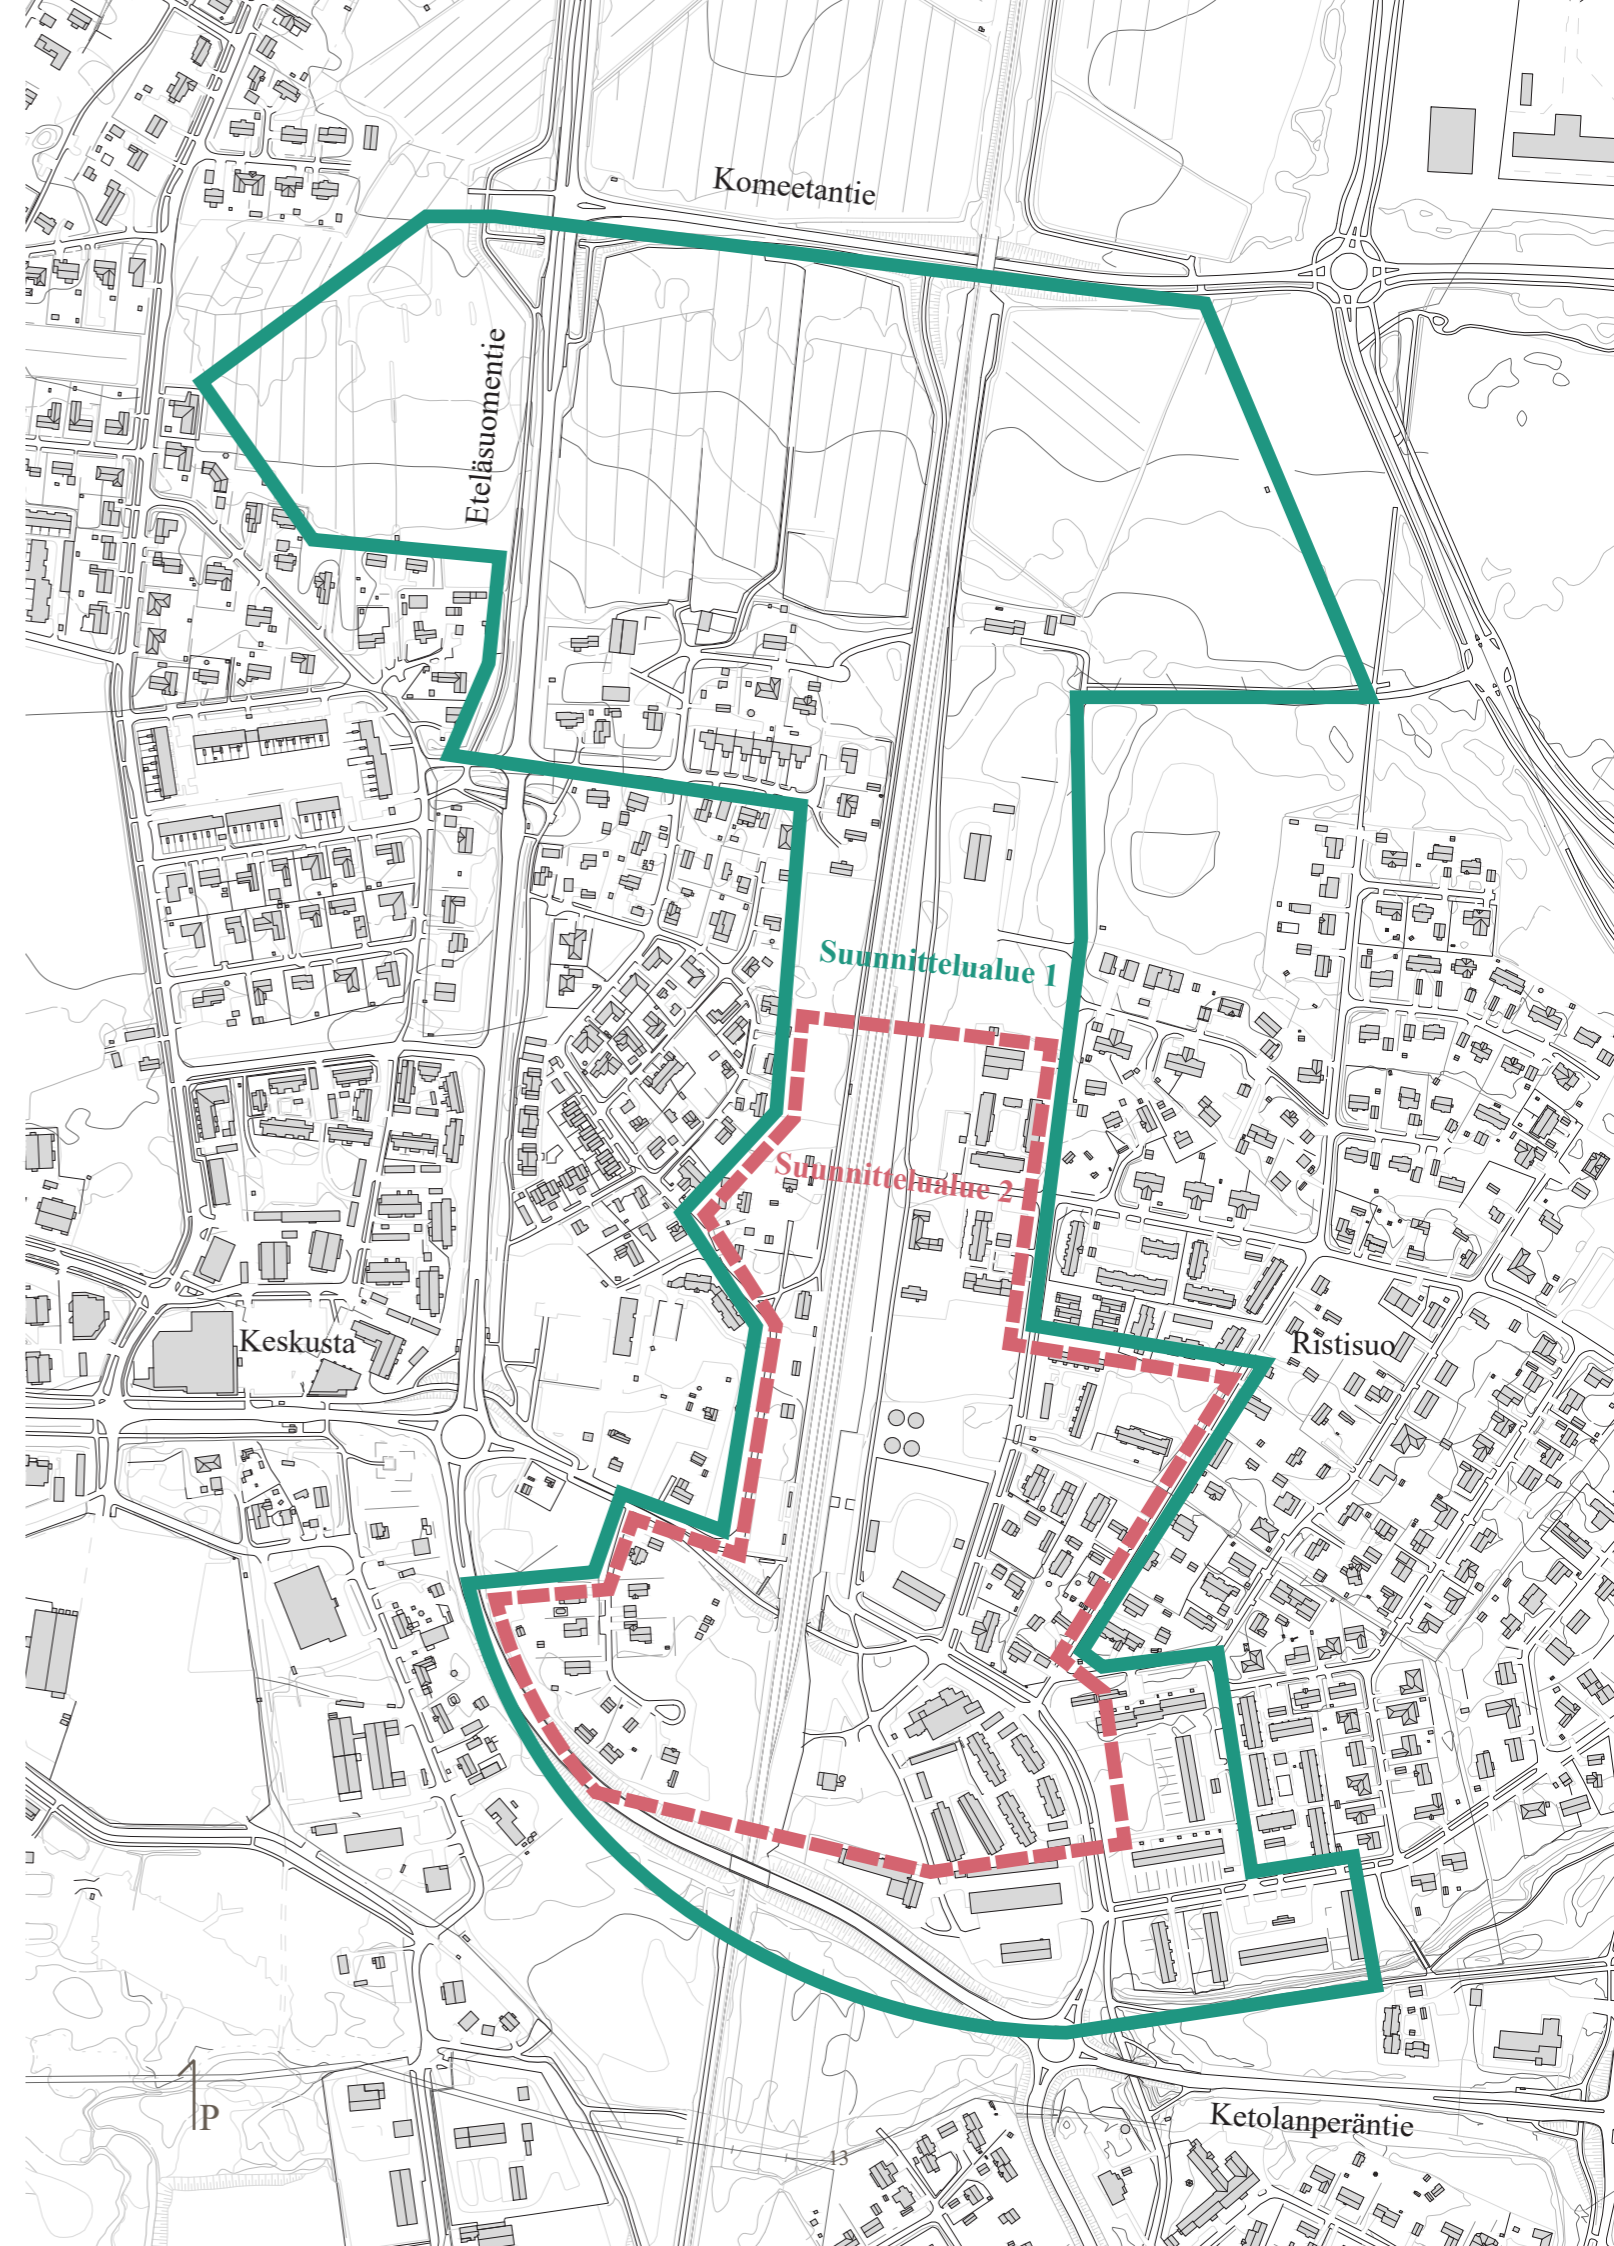 Komeetantie
Eteläsuomentie
Suunnittelualue 1
Suunnittelualue 2
Keskusta
Ristisuo
P
Ketolanperäntie
13